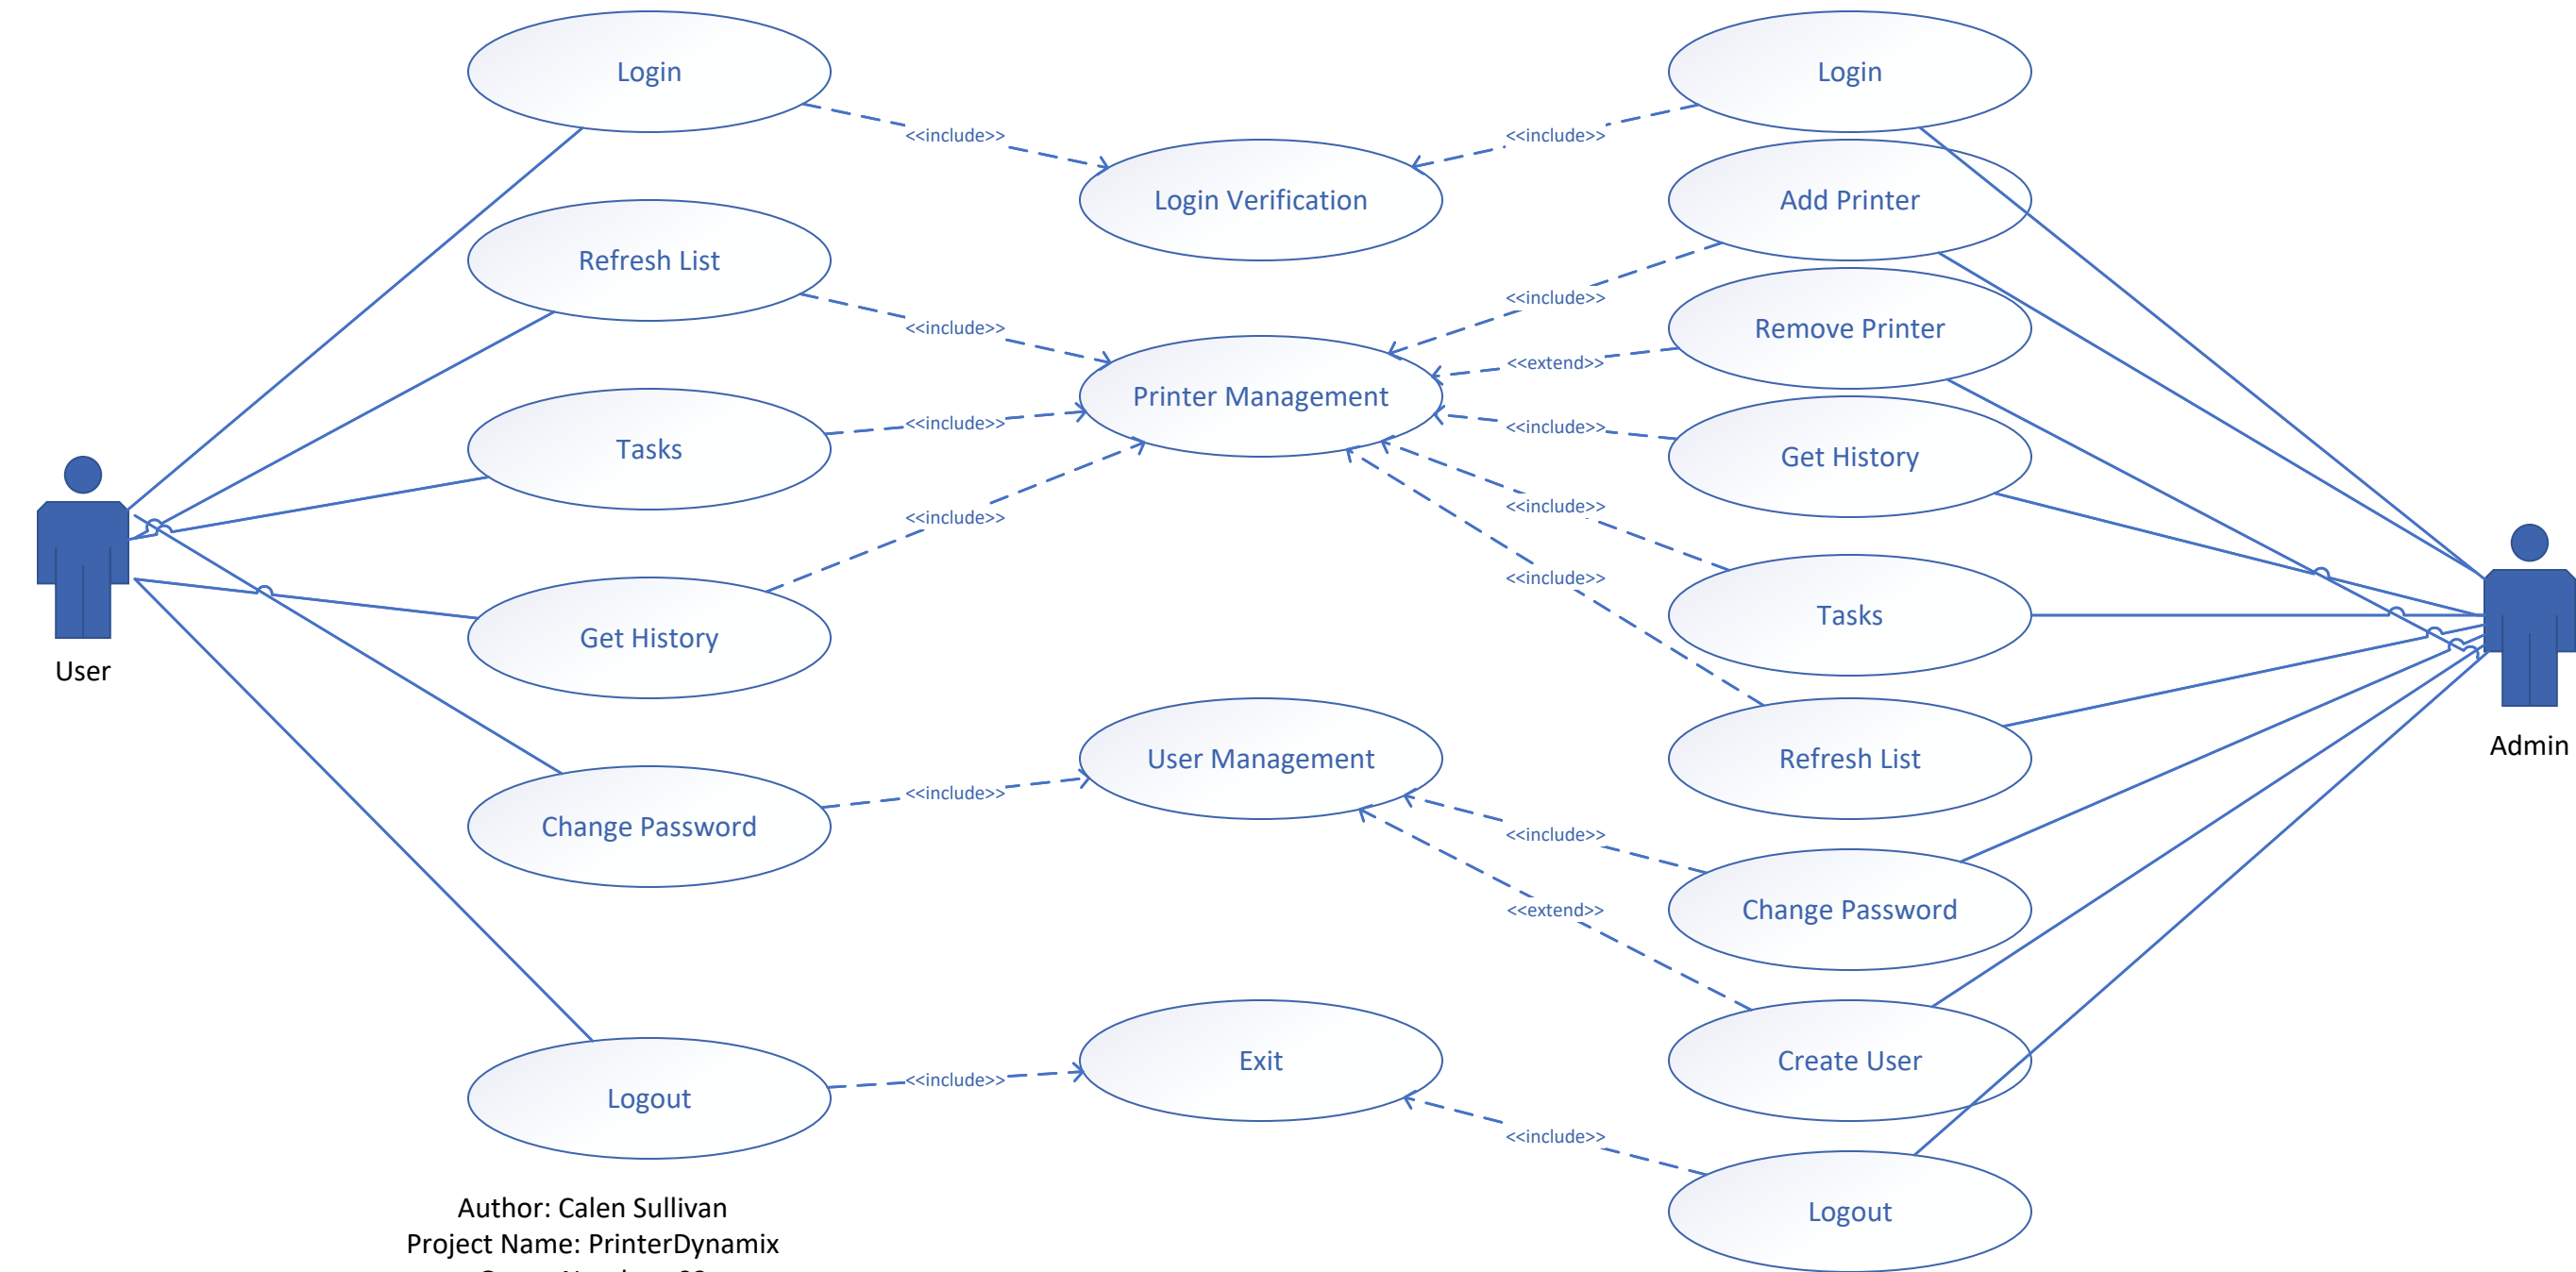 Login
Login
<<include>>
<<include>>
Login Verification
Add Printer
Refresh List
<<include>>
<<include>>
Remove Printer
<<extend>>
Printer Management
Tasks
<<include>>
<<include>>
Get History
<<include>>
<<include>>
<<include>>
Tasks
Get History
User
User Management
Refresh List
Admin
<<include>>
Change Password
<<include>>
<<extend>>
Change Password
Exit
Create User
Logout
<<include>>
<<include>>
Logout
Author: Calen Sullivan
Project Name: PrinterDynamix